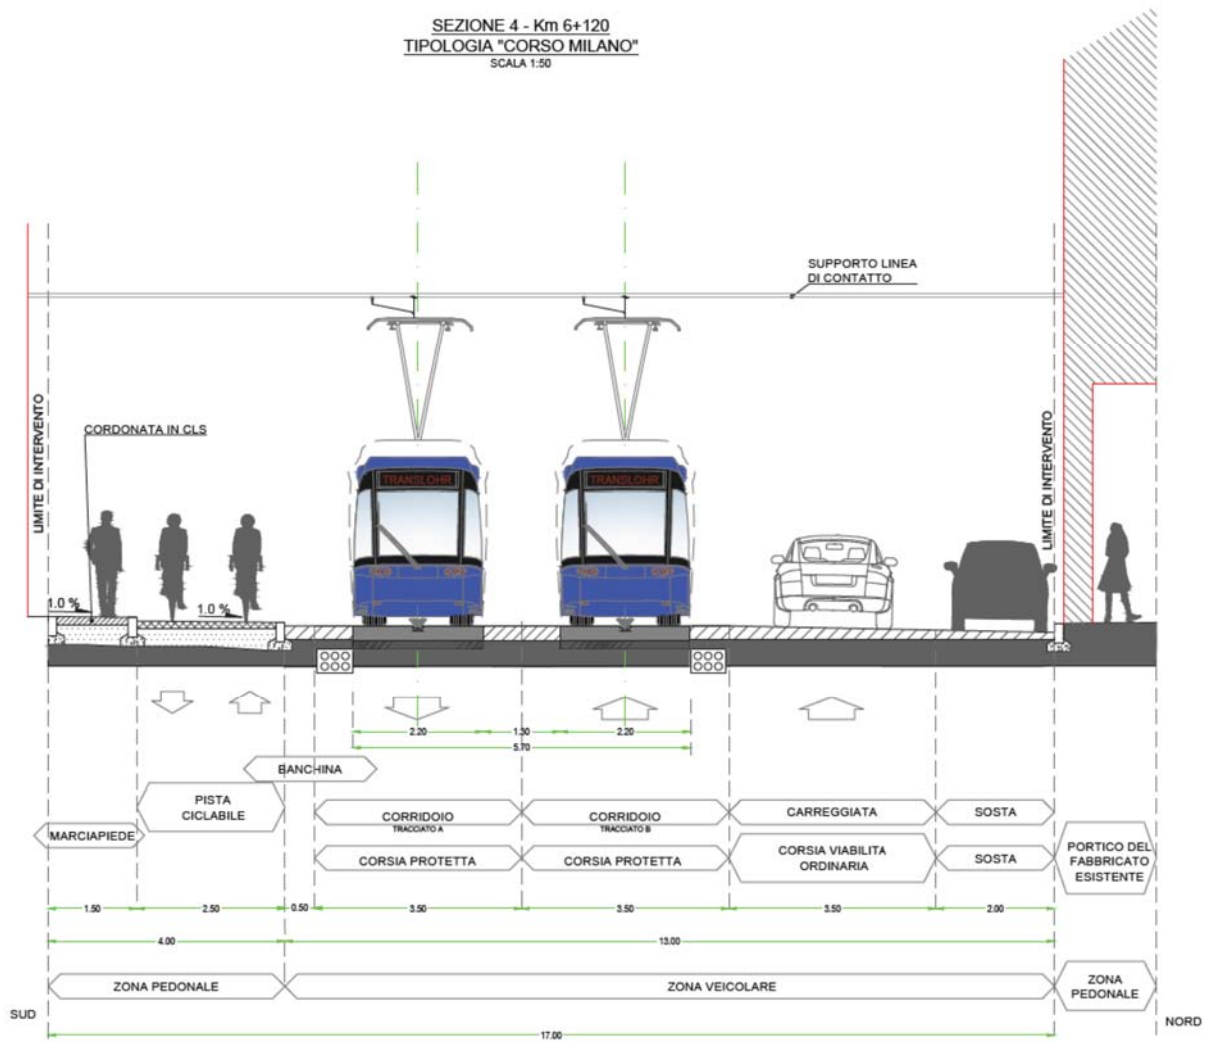 SEZIONE 4 - Km 6+120
TIPOLOGIA "CORSO MILANO"
SCALA 1:50
SUPPORTO LINEA
DI CONTATTO
LIMITE DI INTERVENTO
CORDONATA IN CLS
LIMITE DI INTERVENTO
TRANSLOHR
TRANSLOHR
1.0 %
1.0 %
2.20
1.30
2.20
5.70
BANCHINA
PISTA
CICLABILE
MARCIAPIEDE
CORRIDOIO
TRACCIATO A
CORRIDOIO
TRACCIATO B
CARREGGIATA
SOSTA
CORSIA PROTETTA
CORSIA PROTETTA
CORSIA VIABILITA
ORDINARIA
SOSTA
PORTICO DEL
FABBRICATO
ESISTENTE
1.50
2.50
0.50
3.50
3.50
3.50
2.00
4.00
13.00
ZONA PEDONALE
ZONA VEICOLARE
ZONA
PEDONALE
SUD
NORD
17.00